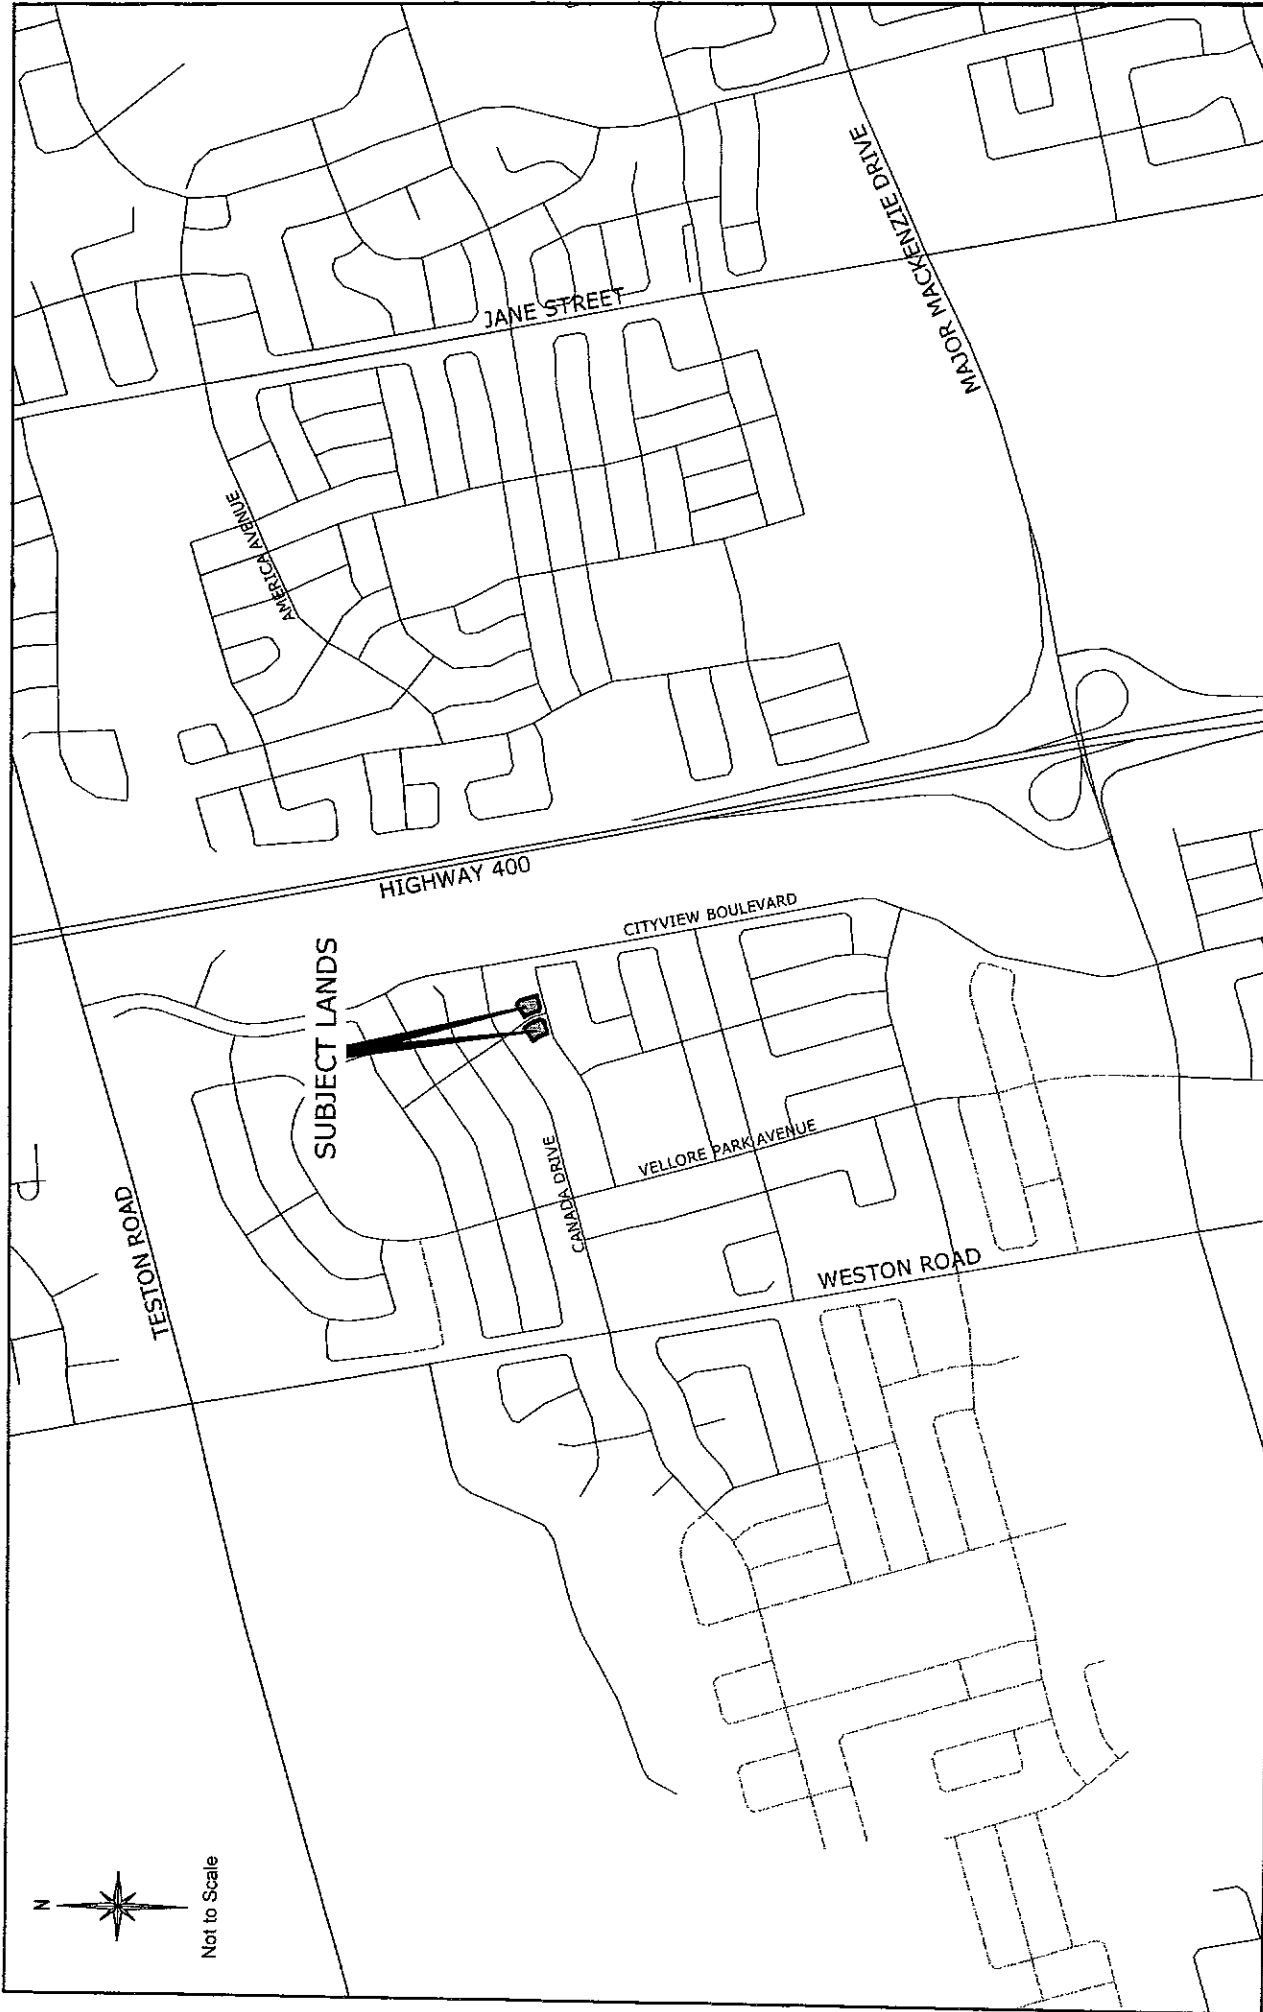 N
Not to Scale
TESTON ROAD
SUBJECT LANDS
HIGHWAY 400
AMERICA AVENUE
JANE STREET
CANADA DRIVE
VELLORE PARK AVENUE
CITYVIEW BOULEVARD
WESTON ROAD
MAJOR MACKENZIE DRIVE